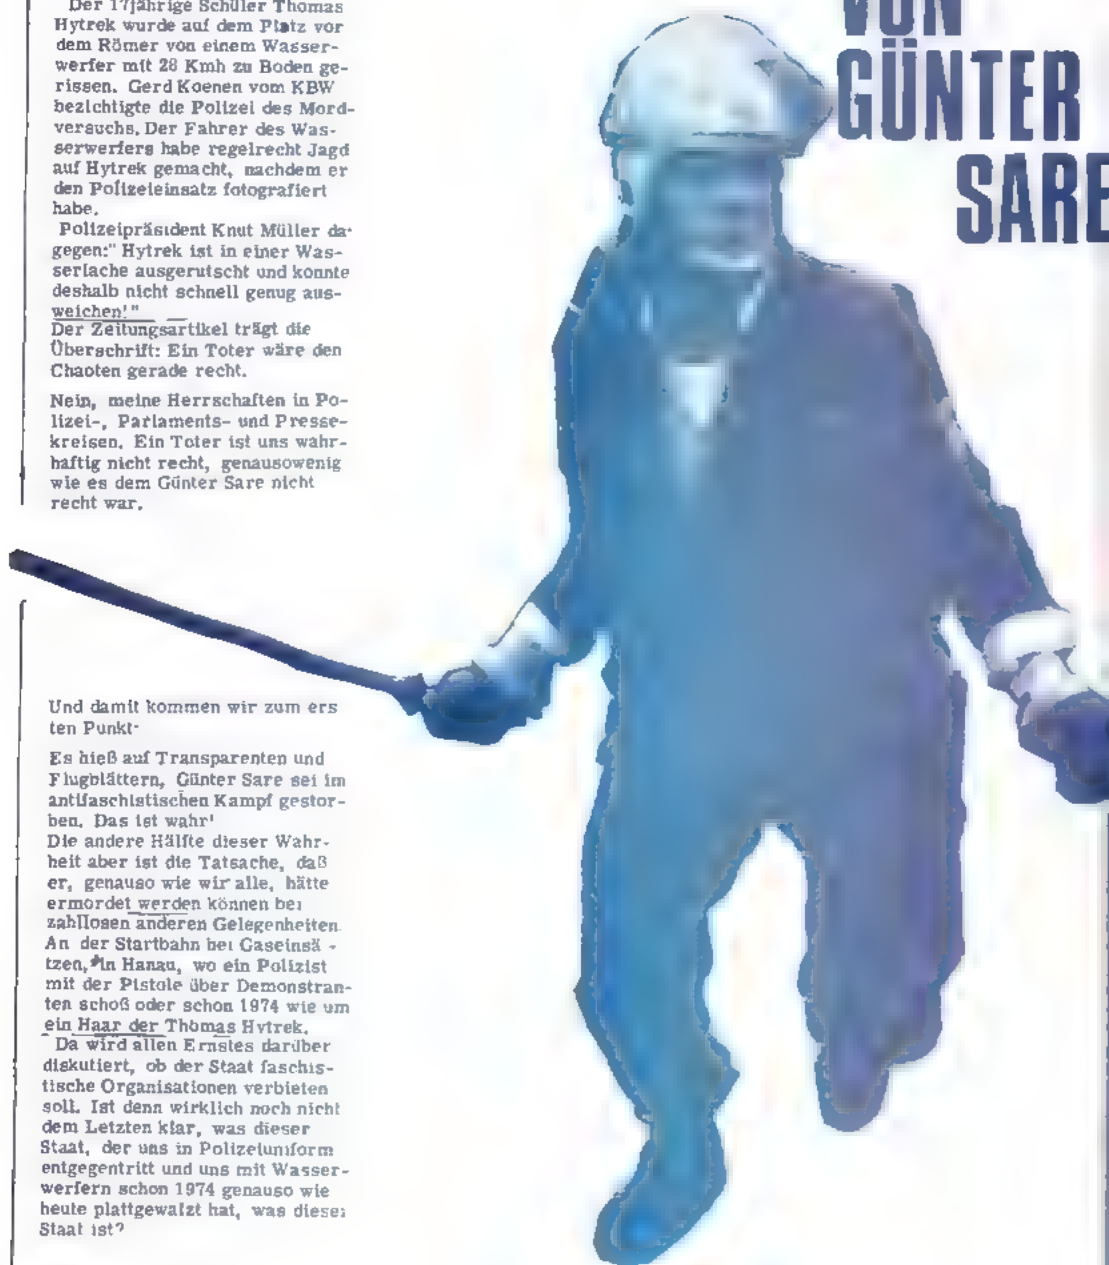 Der 17jährige Schüler Thomas
Hytrek wurde auf dem Platz vor
dem Römer von einem Wasser-
werfer mit 28 Kmh zu Boden ge-
rissen. Gerd Koenen vom KBW
bezichtigte die Polizei des Mord-
versuchs. Der Fahrer des Was-
serwerfers habe regelrecht Jagd
auf Hytrek gemacht, nachdem er
den Polizeieinsatz fotografiert
habe.
Polizeipräsident Knut Müller da-
gegen:" Hytrek ist in einer Was-
serlache ausgerutscht und konnte
deshalb nicht schnell genug aus-
weichen!"
Der Zeitungsartikel trägt die
Überschrift: Ein Toter wäre den
Chaoten gerade recht.
Nein, meine Herrschaften in Po-
lizei-, Parlaments- und Presse-
kreisen. Ein Toter ist uns wahr-
haftig nicht recht, genausowenig
wie es dem Günter Sare nicht
recht war.
Und damit kommen wir zum ers
ten Punkt-
Es hieß auf Transparenten und
Flugblättern, Günter Sare sei im
antifaschistischen Kampf gestor-
ben. Das ist wahr!
Die andere Hälfte dieser Wahr-
heit aber ist die Tatsache, daß
er, genauso wie wir alle, hätte
ermordet werden können bei
zahllosen anderen Gelegenheiten.
An der Startbahn bei Gaseinsä -
tzen, in Hanau, wo ein Polizist
mit der Pistole über Demonstran-
ten schoß oder schon 1974 wie um
ein Haar der Thomas Hytrek.
Da wird allen Ernstes darüber
diskutiert, ob der Staat faschis-
tische Organisationen verbieten
soll. Ist denn wirklich noch nicht
dem Letzten klar, was dieser
Staat, der uns in Polizeiuniform
entgegentritt und uns mit Wasser-
werfern schon 1974 genauso wie
heute plattgewalzt hat, was dieser
Staat ist?
VON
GÜNTER
SARE